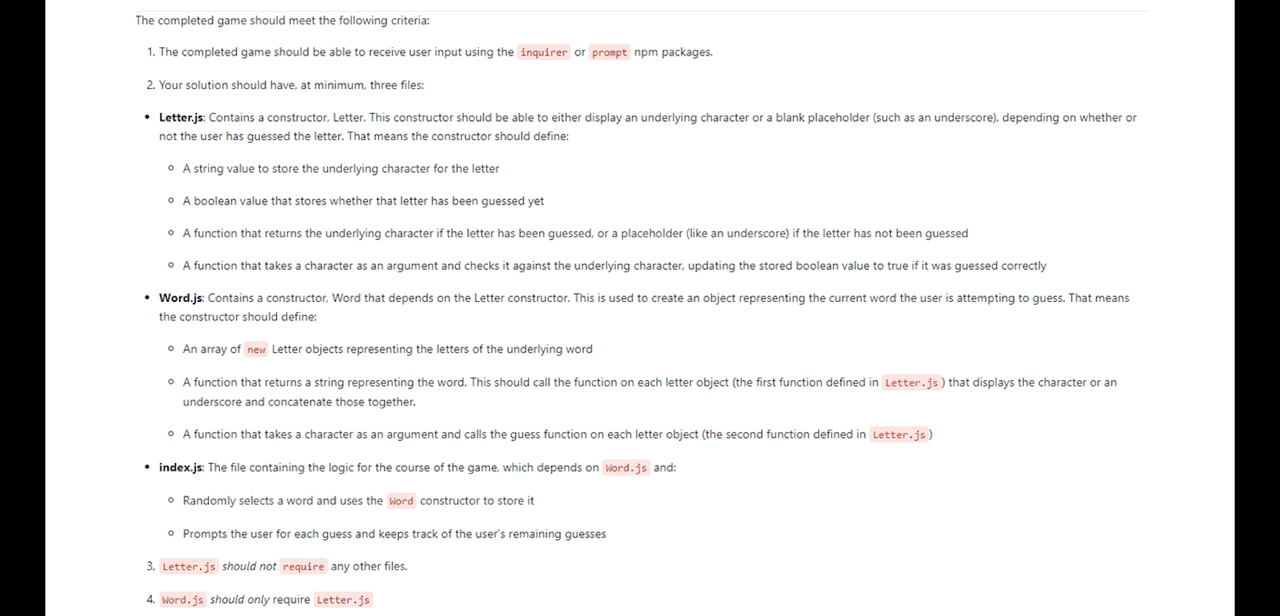 The completed game should meet the following criteria:
1. The completed game should be able to receive user input using the inquirer or prompt npm packages.
2. Your solution should have, at minimum, three files:
• Letter.js: Contains a constructor, Letter. This constructor should be able to either display an underlying character or a blank placeholder (such as an underscore), depending on whether or
not the user has guessed the letter. That means the constructor should define:
○ A string value to store the underlying character for the letter
○ A boolean value that stores whether that letter has been guessed yet
○ A function that returns the underlying character if the letter has been guessed, or a placeholder (like an underscore) if the letter has not been guessed
○ A function that takes a character as an argument and checks it against the underlying character, updating the stored boolean value to true if it was guessed correctly
• Word.js: Contains a constructor, Word that depends on the Letter constructor. This is used to create an object representing the current word the user is attempting to guess. That means
the constructor should define:
○ An array of new Letter objects representing the letters of the underlying word
○ A function that returns a string representing the word. This should call the function on each letter object (the first function defined in Letter.js) that displays the character or an
underscore and concatenate those together.
○ A function that takes a character as an argument and calls the guess function on each letter object (the second function defined in Letter.js)
• index.js: The file containing the logic for the course of the game, which depends on Word.js and:
○ Randomly selects a word and uses the Word constructor to store it
○ Prompts the user for each guess and keeps track of the user's remaining guesses
3. Letter.js should not require any other files.
4. Word.js should only require Letter.js